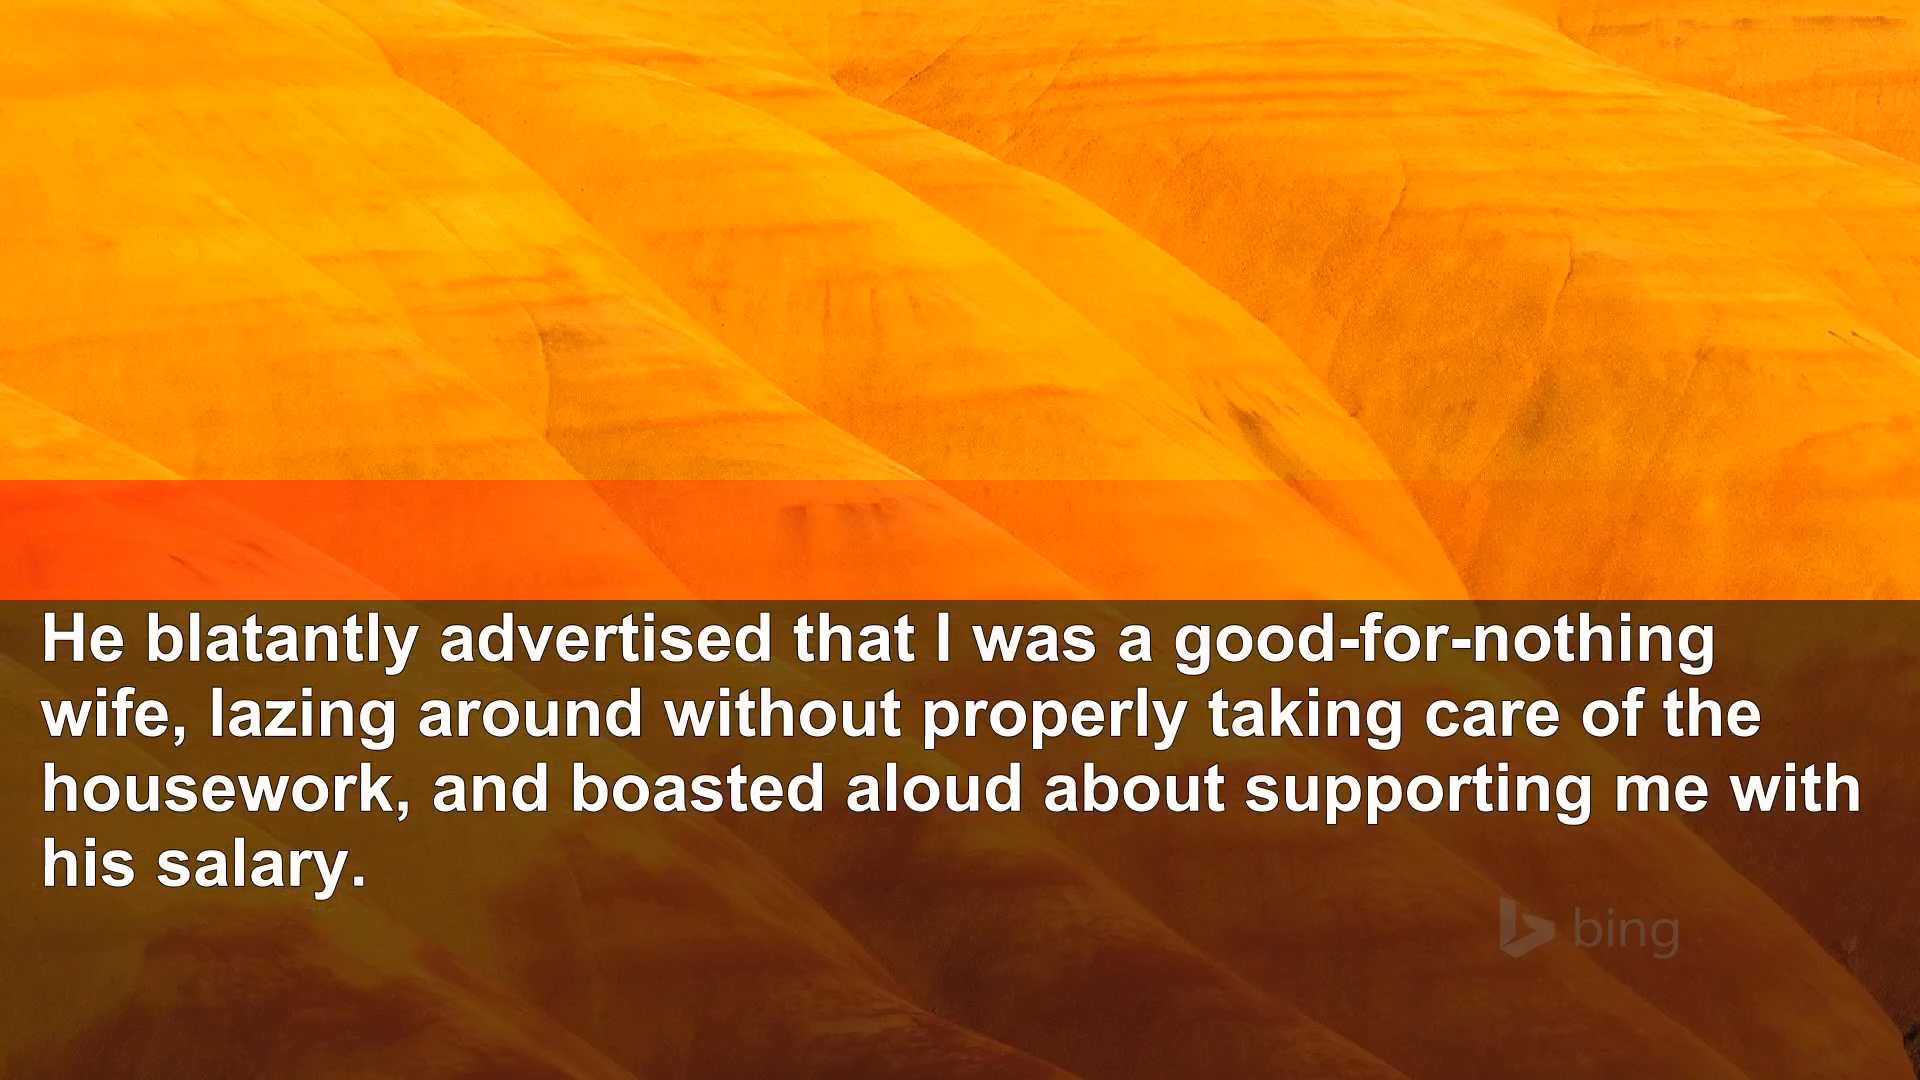 He blatantly advertised that I was a good-for-nothing
wife, lazing around without properly taking care of the
housework, and boasted aloud about supporting me with
his salary.
bing